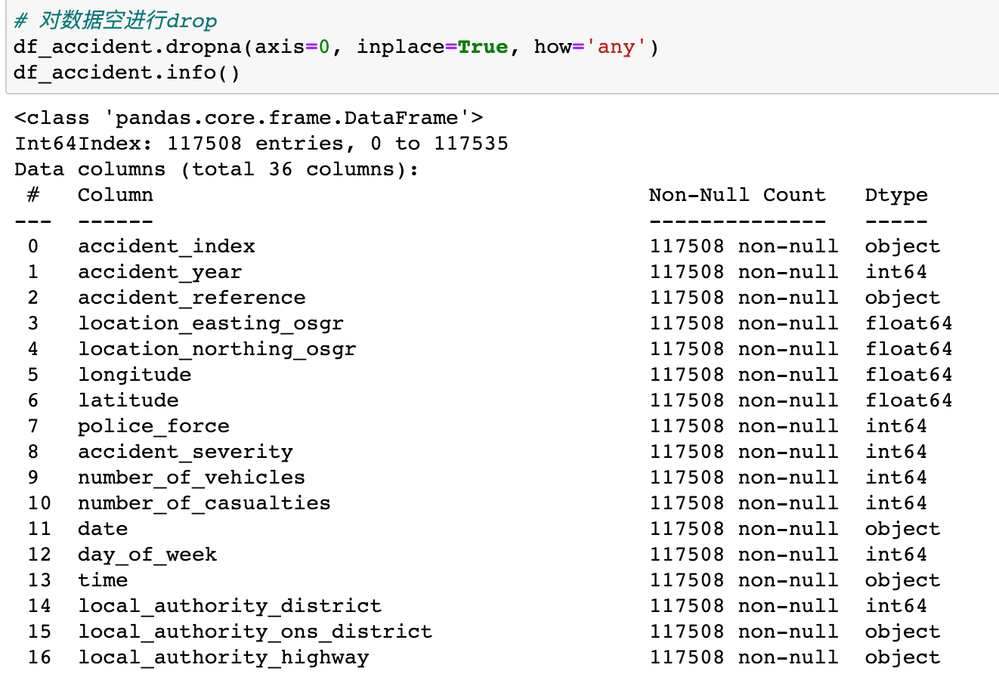 # 对数据空进行drop
df_accident.dropna(axis=0, inplace=True, how='any')
df_accident.info()
<class 'pandas.core.frame.DataFrame'>
Int64Index: 117508 entries, 0 to 117535
Data columns (total 36 columns):
 #   Column                                       Non-Null Count   Dtype
---  ------                                       --------------   -----
 0   accident_index                               117508 non-null  object
 1   accident_year                                117508 non-null  int64
 2   accident_reference                           117508 non-null  object
 3   location_easting_osgr                        117508 non-null  float64
 4   location_northing_osgr                       117508 non-null  float64
 5   longitude                                    117508 non-null  float64
 6   latitude                                     117508 non-null  float64
 7   police_force                                 117508 non-null  int64
 8   accident_severity                            117508 non-null  int64
 9   number_of_vehicles                           117508 non-null  int64
 10  number_of_casualties                         117508 non-null  int64
 11  date                                         117508 non-null  object
 12  day_of_week                                  117508 non-null  int64
 13  time                                         117508 non-null  object
 14  local_authority_district                     117508 non-null  int64
 15  local_authority_ons_district                 117508 non-null  object
 16  local_authority_highway                      117508 non-null  object